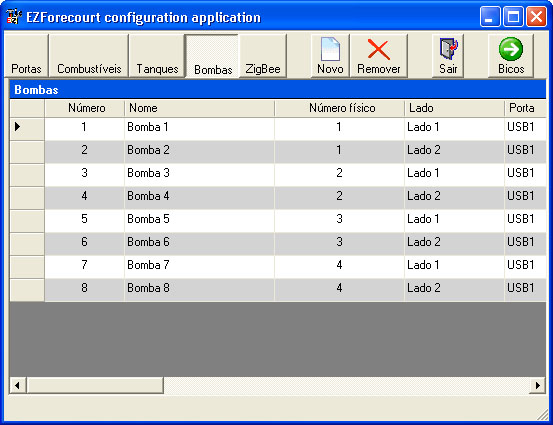 EZForecourt configuration application
Portas Combustíveis Tanques Bombas ZigBee Novo Remover Sair Bicos
Bombas
Número Nome Número físico Lado Porta
1 Bomba 1 1 Lado 1 USB1
2 Bomba 2 1 Lado 2 USB1
3 Bomba 3 2 Lado 1 USB1
4 Bomba 4 2 Lado 2 USB1
5 Bomba 5 3 Lado 1 USB1
6 Bomba 6 3 Lado 2 USB1
7 Bomba 7 4 Lado 1 USB1
8 Bomba 8 4 Lado 2 USB1